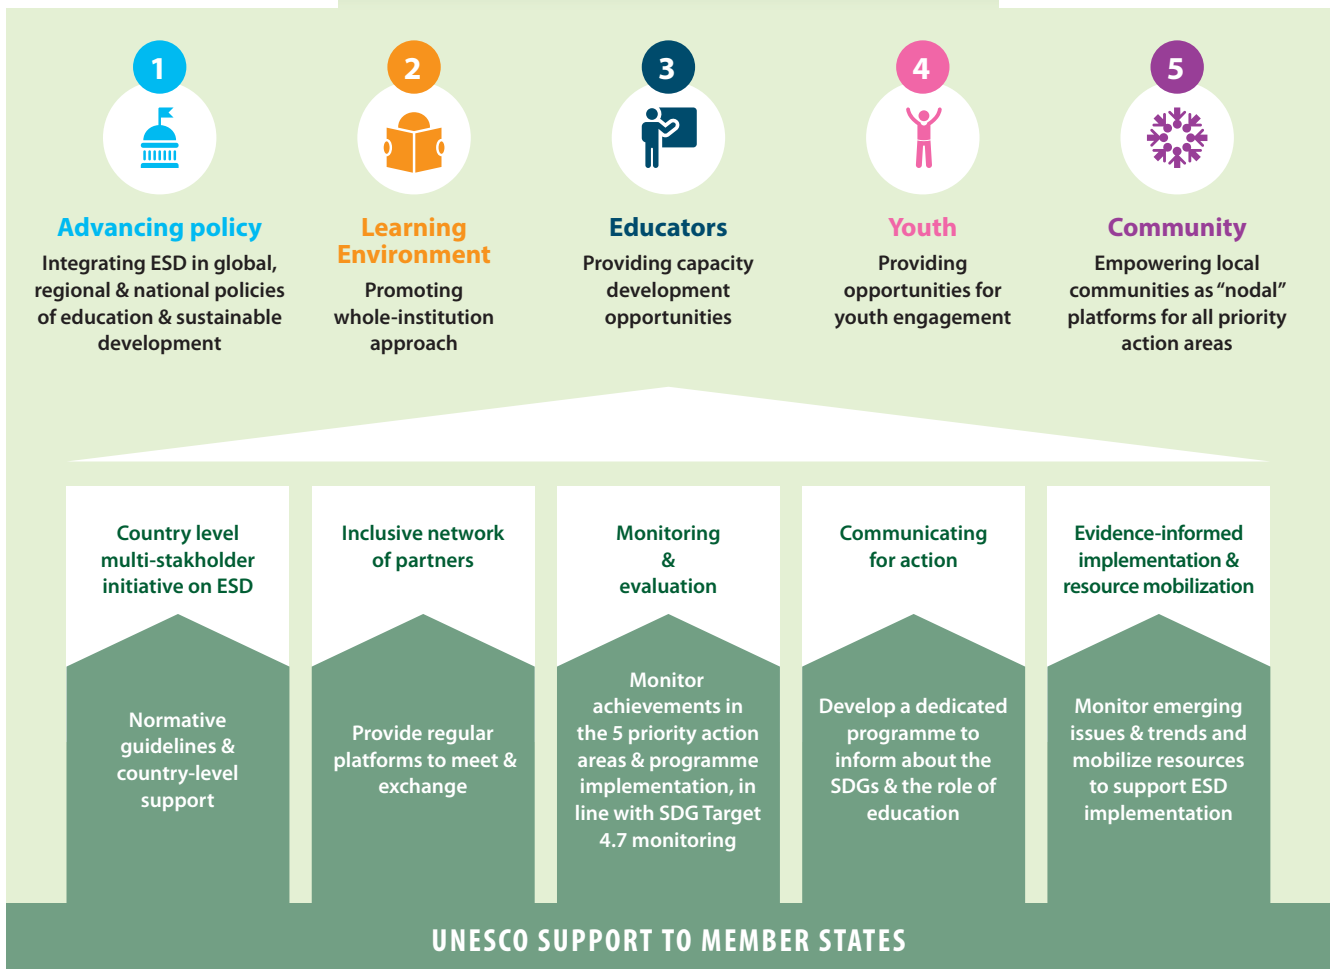 1
Advancing policy
Integrating ESD in global,
regional & national policies
of education & sustainable
development
2
Learning
Environment
Promoting
whole-institution
approach
3
Educators
Providing capacity
development
opportunities
4
Youth
Providing
opportunities for
youth engagement
5
Community
Empowering local
communities as “nodal”
platforms for all priority
action areas
Country level
multi-stakholder
initiative on ESD
Normative
guidelines &
country-level
support
Inclusive network
of partners
Provide regular
platforms to meet &
exchange
Monitoring
&
evaluation
Monitor
achievements in
the 5 priority action
areas & programme
implementation, in
line with SDG Target
4.7 monitoring
Communicating
for action
Develop a dedicated
programme to
inform about the
SDGs & the role of
education
Evidence-informed
implementation &
resource mobilization
Monitor emerging
issues & trends and
mobilize resources
to support ESD
implementation
UNESCO SUPPORT TO MEMBER STATES